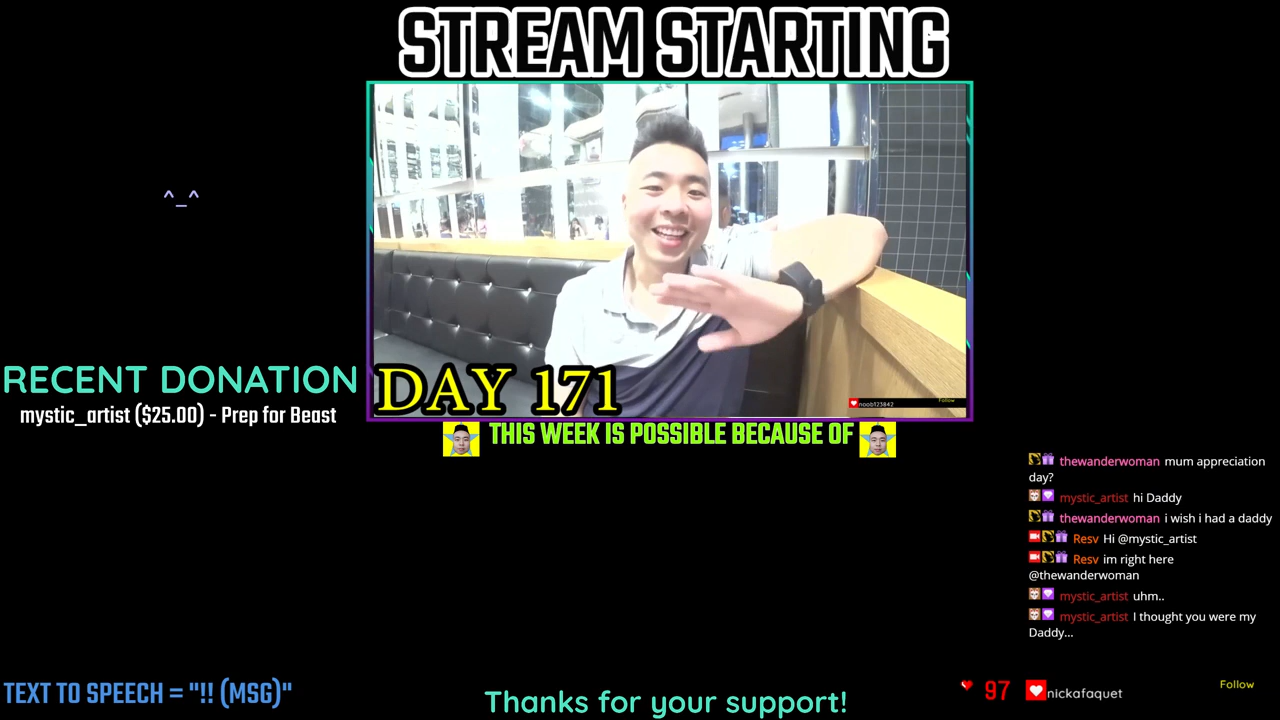 STREAM STARTING
^_^
DAY 171
noob123842
Follow
RECENT DONATION
mystic_artist ($25.00) - Prep for Beast
THIS WEEK IS POSSIBLE BECAUSE OF
thewanderwoman mum appreciation
day?
mystic_artist hi Daddy
thewanderwoman i wish i had a daddy
Resv Hi @mystic_artist
Resv im right here
@thewanderwoman
mystic_artist uhm..
mystic_artist I thought you were my
Daddy...
TEXT TO SPEECH = "!! (MSG)"
Thanks for your support!
97
nickafaquet
Follow